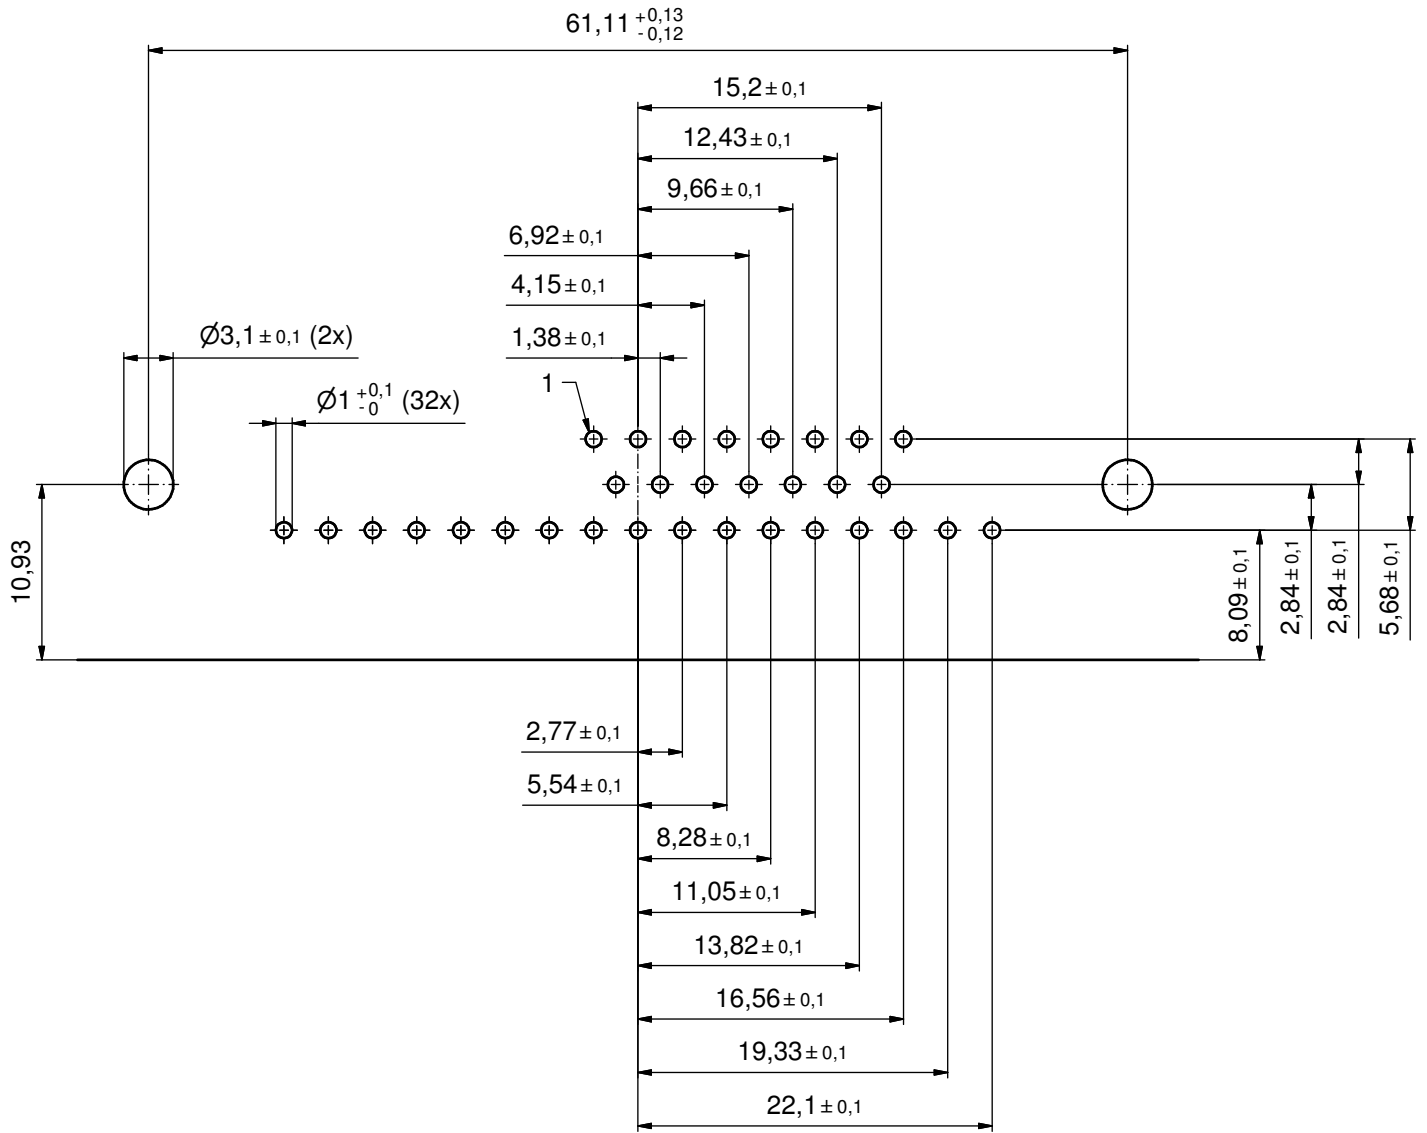 61,11 +0,13 -0,12
15,2 ± 0,1
12,43 ± 0,1
9,66 ± 0,1
6,92 ± 0,1
4,15 ± 0,1
Ø3,1 ± 0,1 (2x)
1,38 ± 0,1
1
Ø1 +0,1 -0 (32x)
10,93
8,09 ± 0,1
2,84 ± 0,1
2,84 ± 0,1
5,68 ± 0,1
2,77 ± 0,1
5,54 ± 0,1
8,28 ± 0,1
11,05 ± 0,1
13,82 ± 0,1
16,56 ± 0,1
19,33 ± 0,1
22,1 ± 0,1